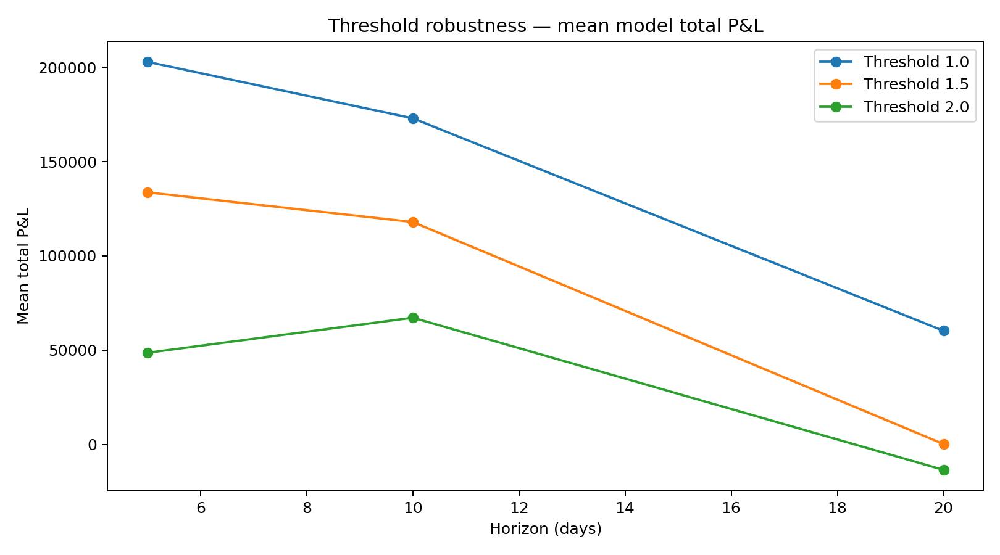 Threshold robustness — mean model total P&L
Threshold 1.0
Threshold 1.5
Threshold 2.0
200000
150000
100000
50000
0
Mean total P&L
6 8 10 12 14 16 18 20
Horizon (days)